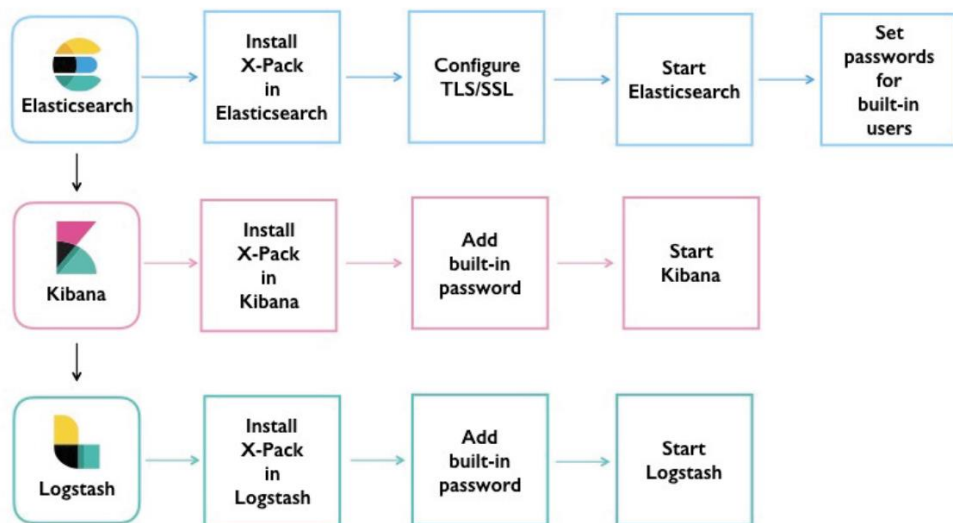 Elasticsearch
Install
X-Pack
in
Elasticsearch
Configure
TLS/SSL
Start
Elasticsearch
Set
passwords
for
built-in
users
Kibana
Install
X-Pack
in
Kibana
Add
built-in
password
Start
Kibana
Logstash
Install
X-Pack
in
Logstash
Add
built-in
password
Start
Logstash